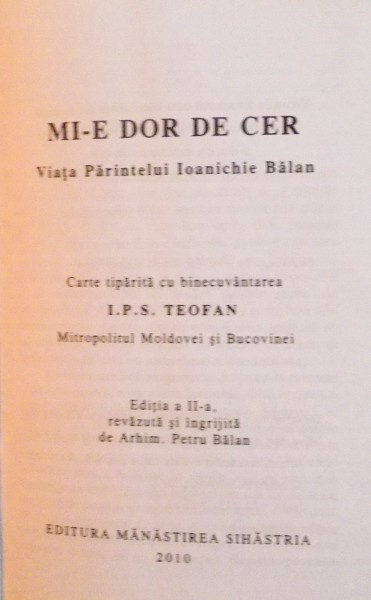 MI-E DOR DE CER
Viața Părintelui Ioanichie Bălan
Carte tipărită cu binecuvântarea
I.P.S. TEOFAN
Mitropolitul Moldovei și Bucovinei
Ediția a II-a,
revăzută și îngrijită
de Arhim. Petru Bălan
EDITURA MĂNĂSTIREA SIHĂSTRIA
2010